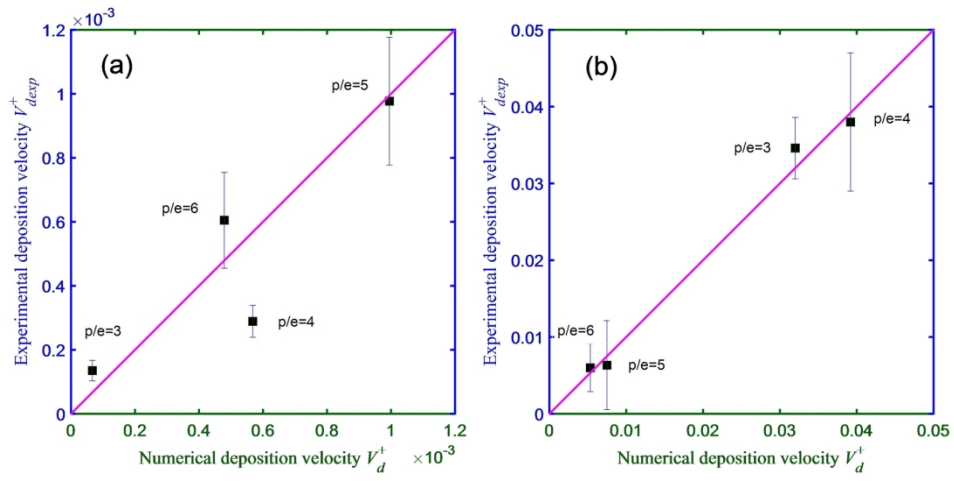 ×10⁻³
1.2
1
0.8
0.6
0.4
0.2
0
Experimental deposition velocity V⁺dexp
(a)
p/e=5
p/e=6
p/e=4
p/e=3
0 0.2 0.4 0.6 0.8 1 1.2
Numerical deposition velocity V⁺d ×10⁻³
0.05
0.04
0.03
0.02
0.01
0
Experimental deposition velocity V⁺dexp
(b)
p/e=4
p/e=3
p/e=6
p/e=5
0 0.01 0.02 0.03 0.04 0.05
Numerical deposition velocity V⁺d